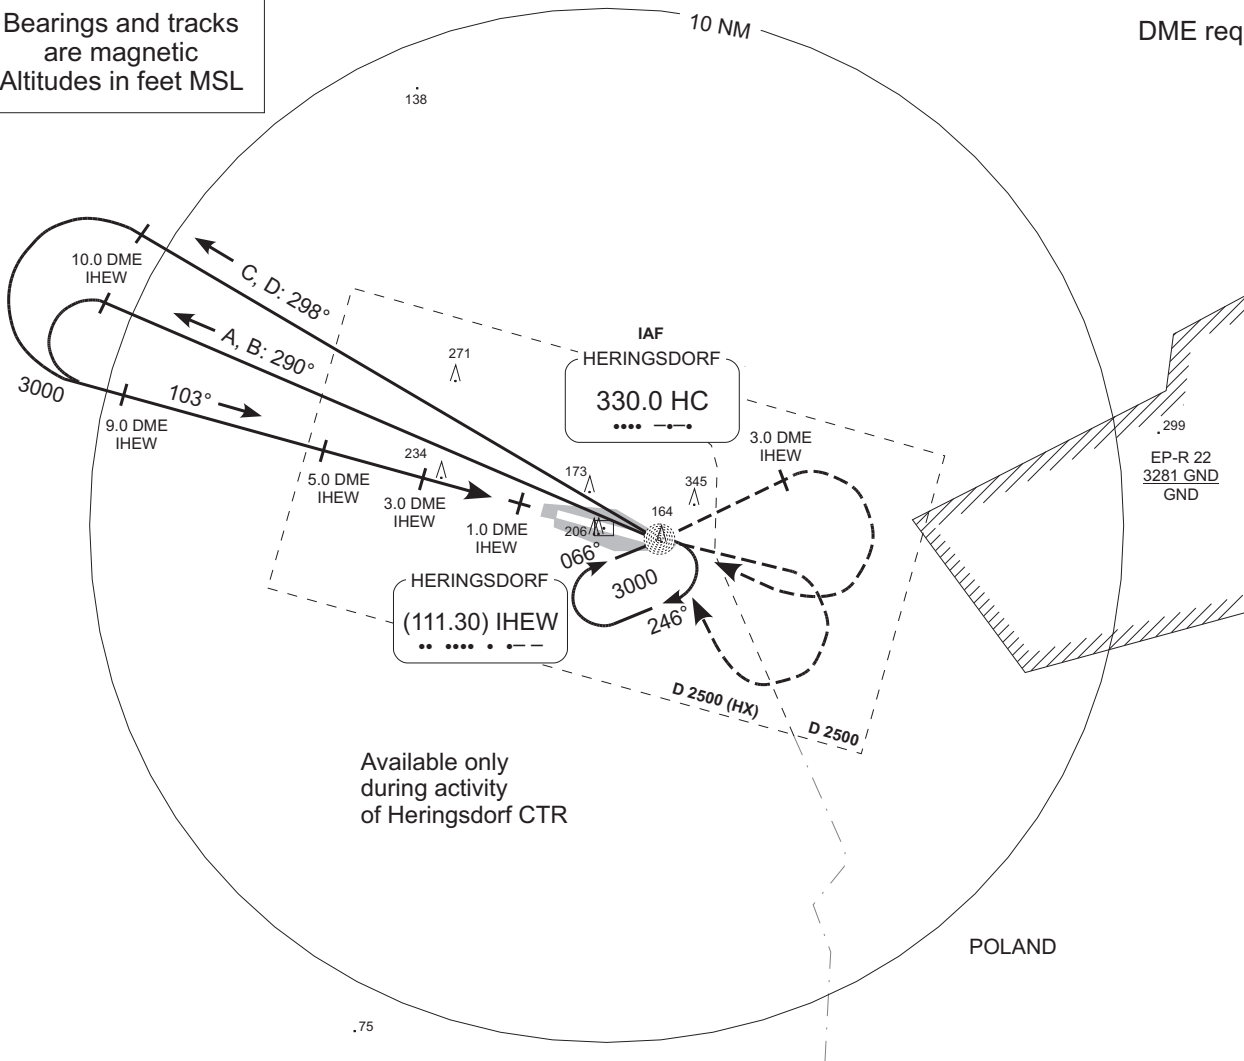 Bearings and tracks
are magnetic
Altitudes in feet MSL
10 NM
DME req
138
10.0 DME
IHEW
C, D: 298°
A, B: 290°
3000
103°
9.0 DME
IHEW
271
IAF
HERINGSDORF
330.0 HC
234
5.0 DME
IHEW
3.0 DME
IHEW
1.0 DME
IHEW
173
206
345
164
3.0 DME
IHEW
299
EP-R 22
3281 GND
GND
066°
3000
246°
HERINGSDORF
(111.30) IHEW
D 2500 (HX)
D 2500
Available only
during activity
of Heringsdorf CTR
POLAND
75